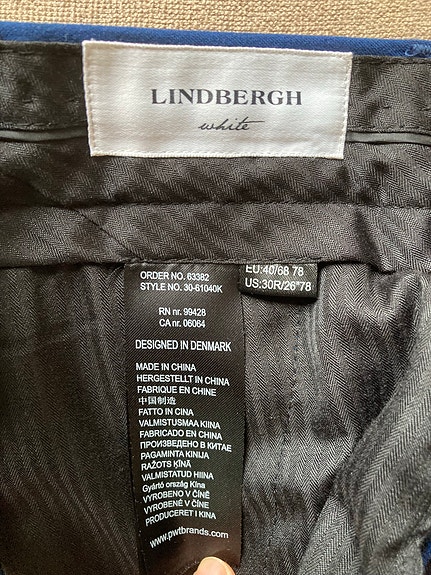 LINDBERGH
white
ORDER NO. 63382
STYLE NO. 30-61040K
EU:40/68 78
US:30R/26"78
RN nr. 99428
CA nr. 06064
DESIGNED IN DENMARK
MADE IN CHINA
HERGESTELLT IN CHINA
FABRIQUE EN CHINE
中国制造
FATTO IN CINA
VALMISTUSMAA KIINA
FABRICADO EN CHINA
ПРОИЗВЕДЕНО В КИТАЕ
PAGAMINTA KINIJA
RAŽOTS ĶĪNĀ
VALMISTATUD HIINA
Gyártó ország Kína
VYROBENO V ČÍNĚ
VYROBENÉ V ČÍNE
PRODUCERET I KINA
www.pwtbrands.com